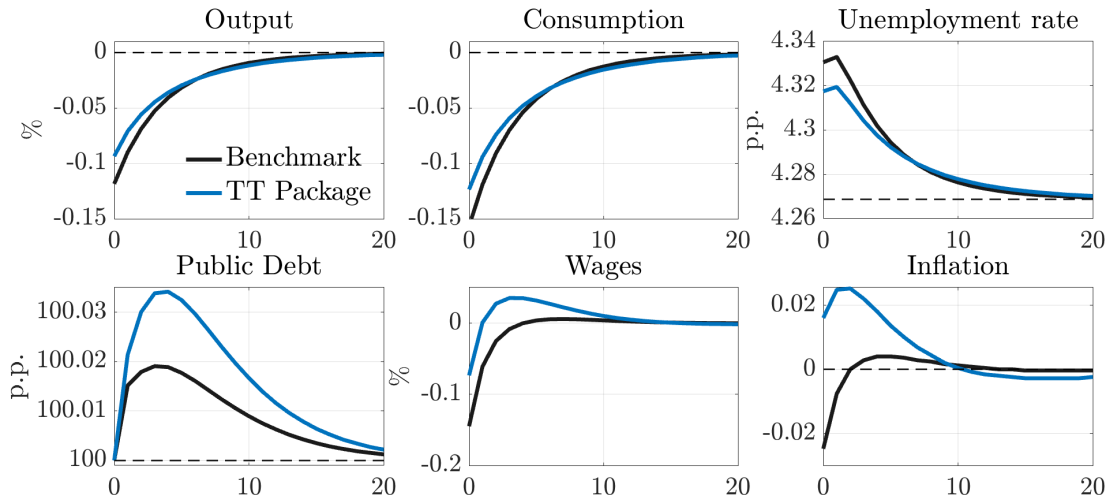 Output
0
-0.05
-0.1
-0.15
%
Benchmark
TT Package
0 10 20
Consumption
0
-0.05
-0.1
-0.15
0 10 20
Unemployment rate
4.34
4.32
4.3
4.28
4.26
p.p.
0 10 20
Public Debt
100.03
100.02
100.01
100
p.p.
0 10 20
Wages
0
-0.1
-0.2
%
0 10 20
Inflation
0.02
0
-0.02
0 10 20